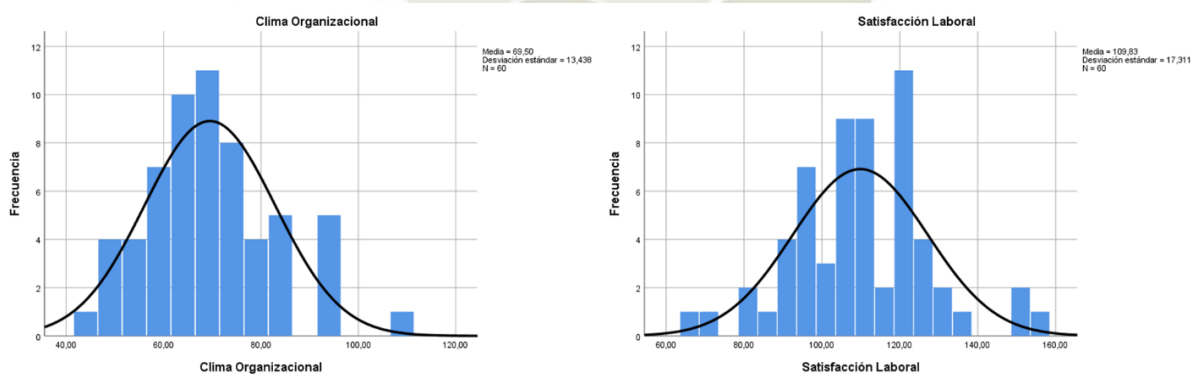 Clima Organizacional
Media = 69,50
Desviación estándar = 13,438
N = 60
12
10
8
6
4
2
0
Frecuencia
40,00 60,00 80,00 100,00 120,00
Clima Organizacional
Satisfacción Laboral
Media = 109,83
Desviación estándar = 17,311
N = 60
12
10
8
6
4
2
0
Frecuencia
60,00 80,00 100,00 120,00 140,00 160,00
Satisfacción Laboral